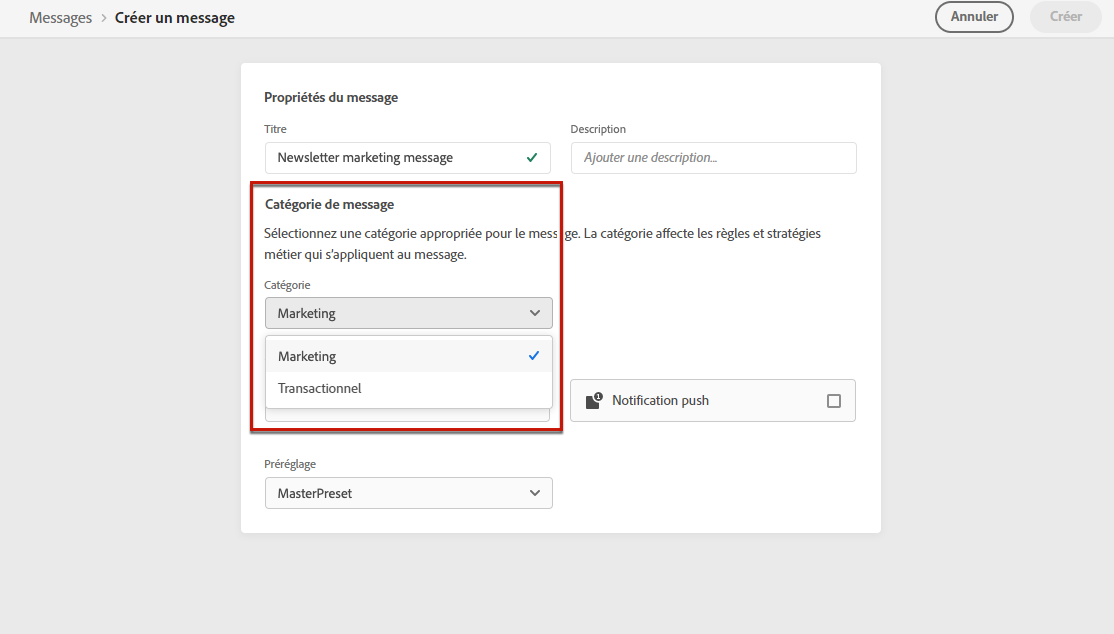 Messages > Créer un message
Annuler
Créer
Propriétés du message
Titre
Description
Newsletter marketing message
Ajouter une description...
Catégorie de message
Sélectionnez une catégorie appropriée pour le message. La catégorie affecte les règles et stratégies
métier qui s'appliquent au message.
Catégorie
Marketing
Marketing
Transactionnel
1
Notification push
Préréglage
MasterPreset